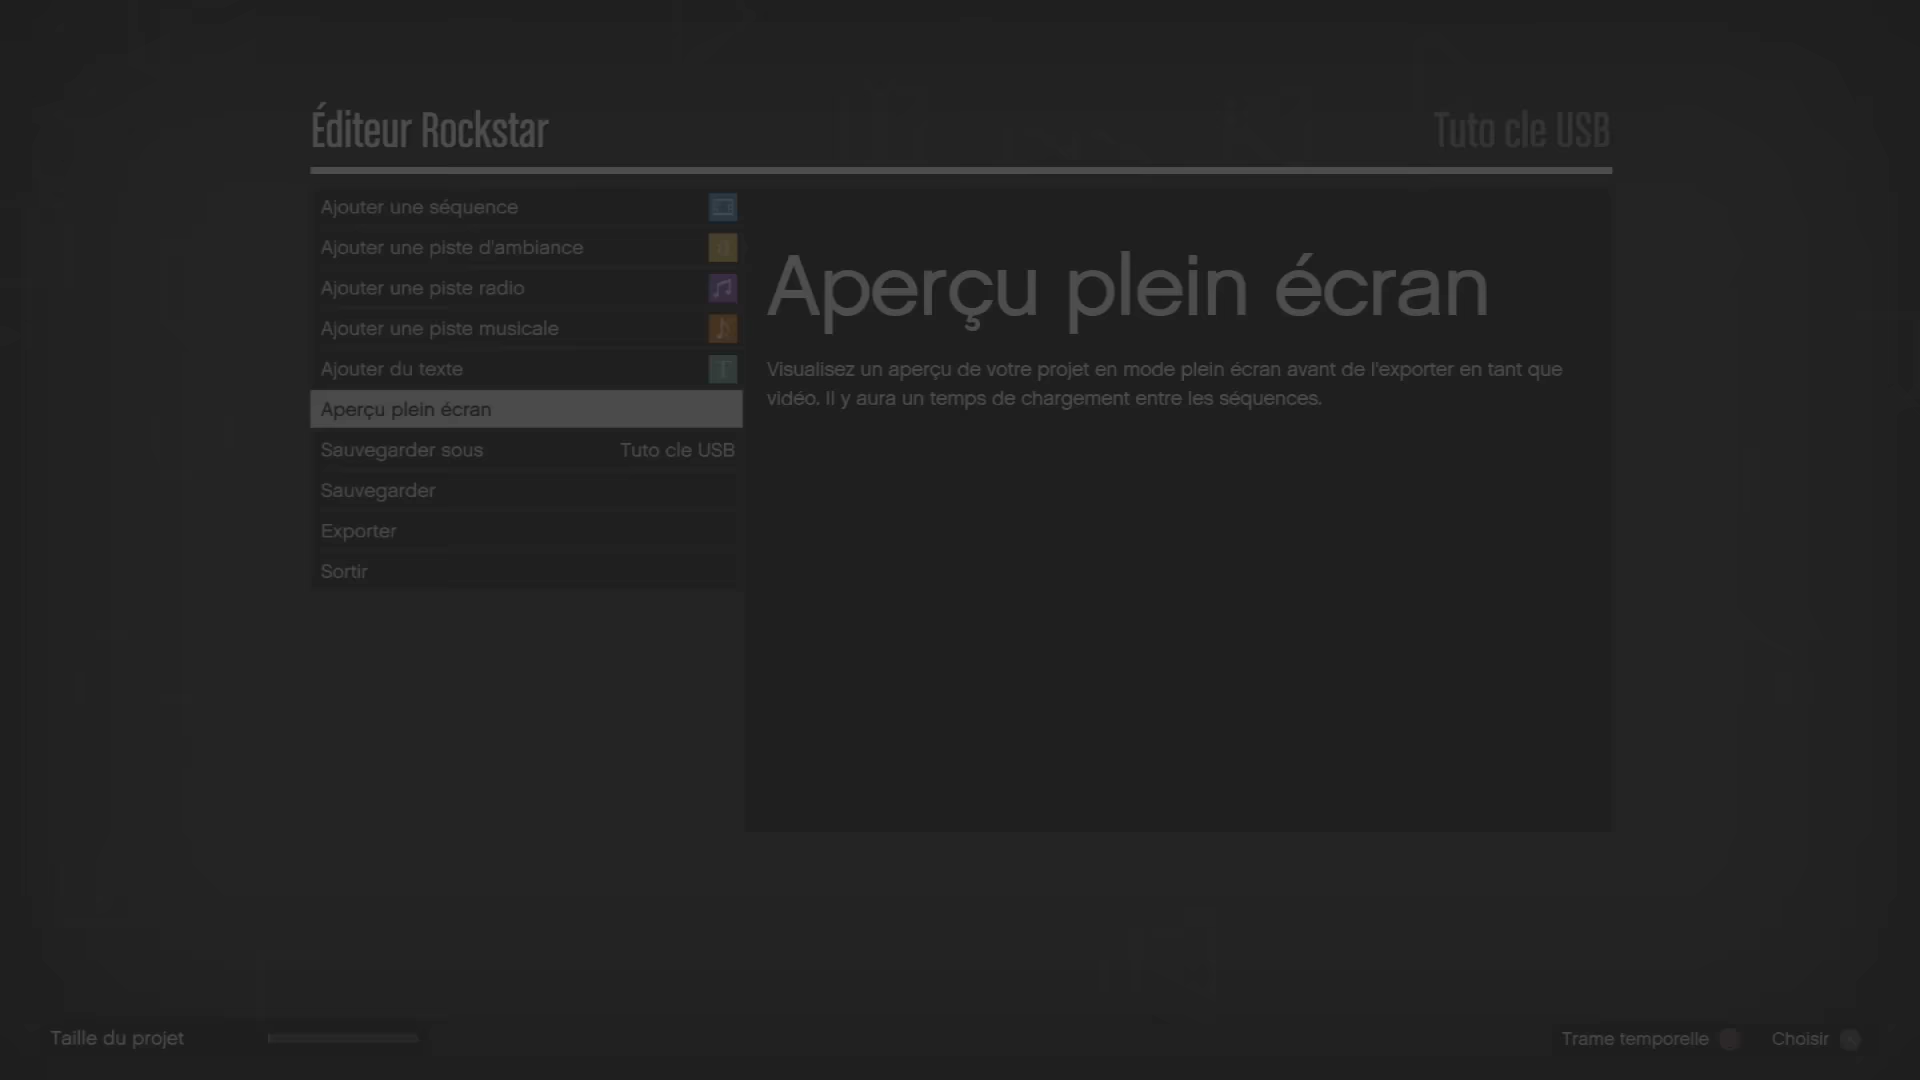 Éditeur Rockstar
Tuto cle USB
Ajouter une séquence
Ajouter une piste d'ambiance
Ajouter une piste radio
Ajouter une piste musicale
Ajouter du texte
Aperçu plein écran
Sauvegarder sous Tuto cle USB
Sauvegarder
Exporter
Sortir
Aperçu plein écran
Visualisez un aperçu de votre projet en mode plein écran avant de l'exporter en tant que
vidéo. Il y aura un temps de chargement entre les séquences.
Taille du projet
Trame temporelle
Choisir